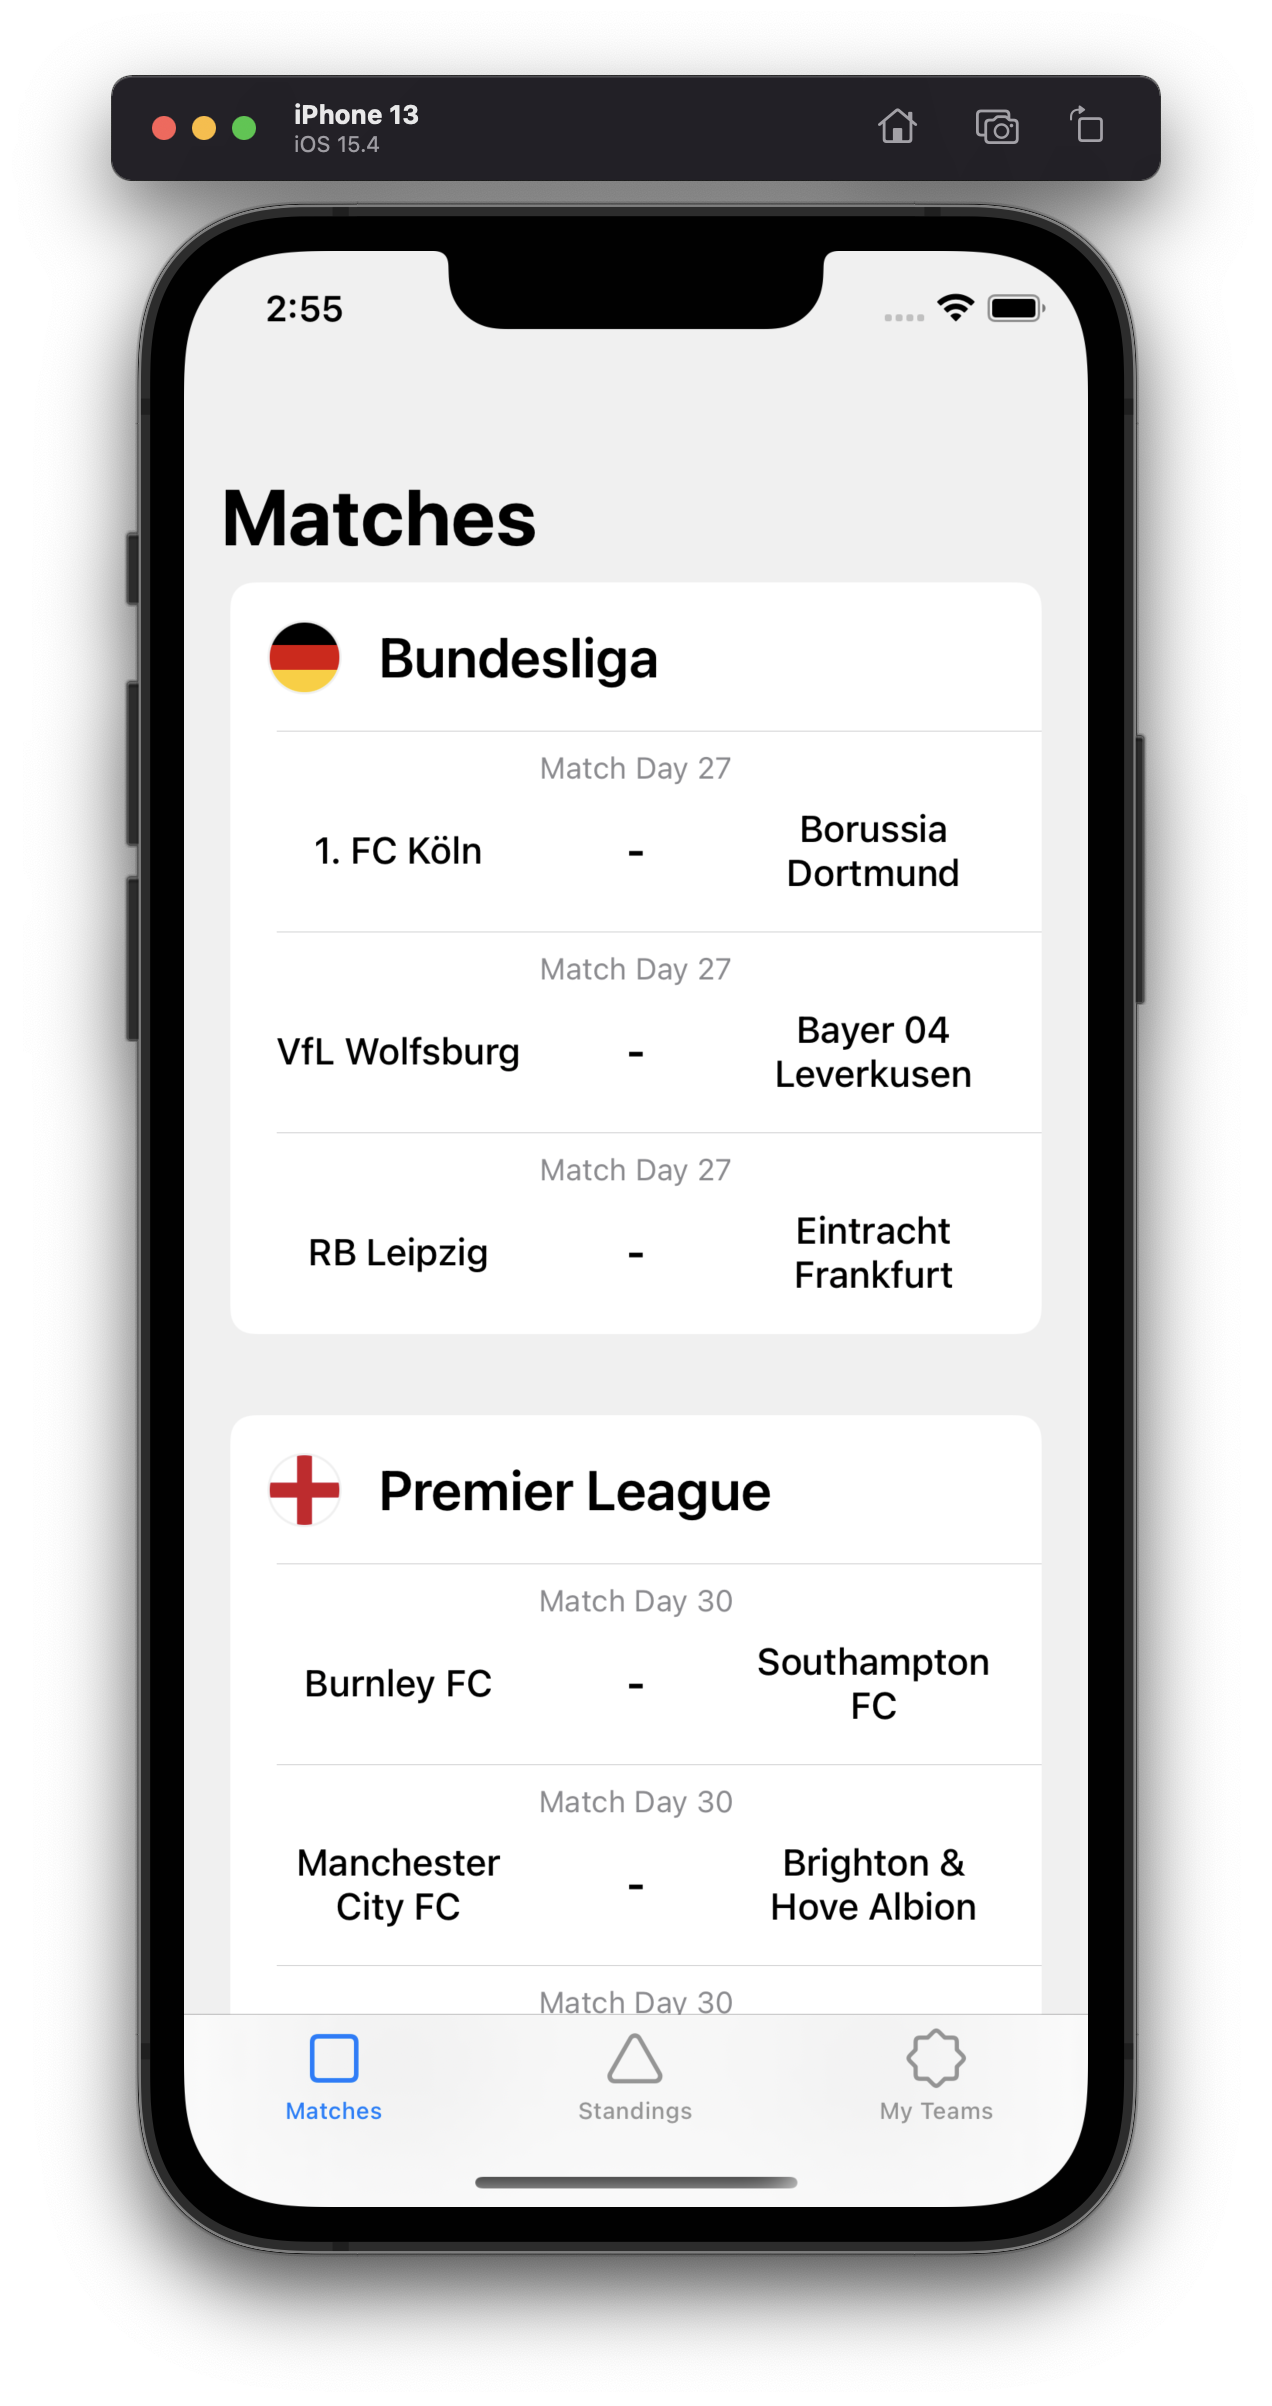 iPhone 13
iOS 15.4
2:55
Matches
Bundesliga
Match Day 27
1. FC Köln
-
Borussia
Dortmund
Match Day 27
VfL Wolfsburg
-
Bayer 04
Leverkusen
Match Day 27
RB Leipzig
-
Eintracht
Frankfurt
Premier League
Match Day 30
Burnley FC
-
Southampton
FC
Match Day 30
Manchester
City FC
-
Brighton &
Hove Albion
Match Day 30
Matches
Standings
My Teams